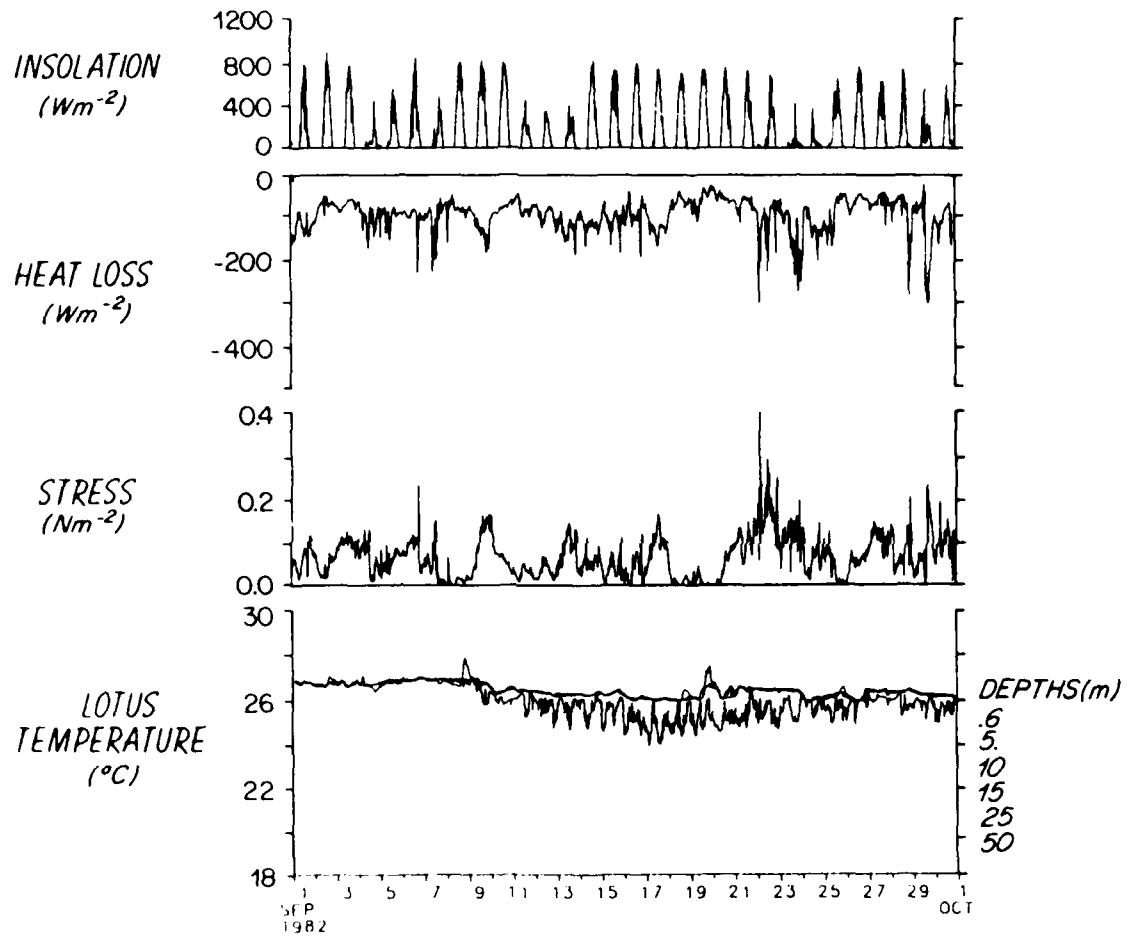 INSOLATION
(Wm⁻²)
1200
800
400
0
HEAT LOSS
(Wm⁻²)
0
-200
-400
STRESS
(Nm⁻²)
0.4
0.2
0.0
LOTUS
TEMPERATURE
(°C)
30
26
22
18
DEPTHS(m)
.6
5.
10
15
25
50
1 3 5 7 9 11 13 15 17 19 21 23 25 27 29 1
SEP OCT
1982